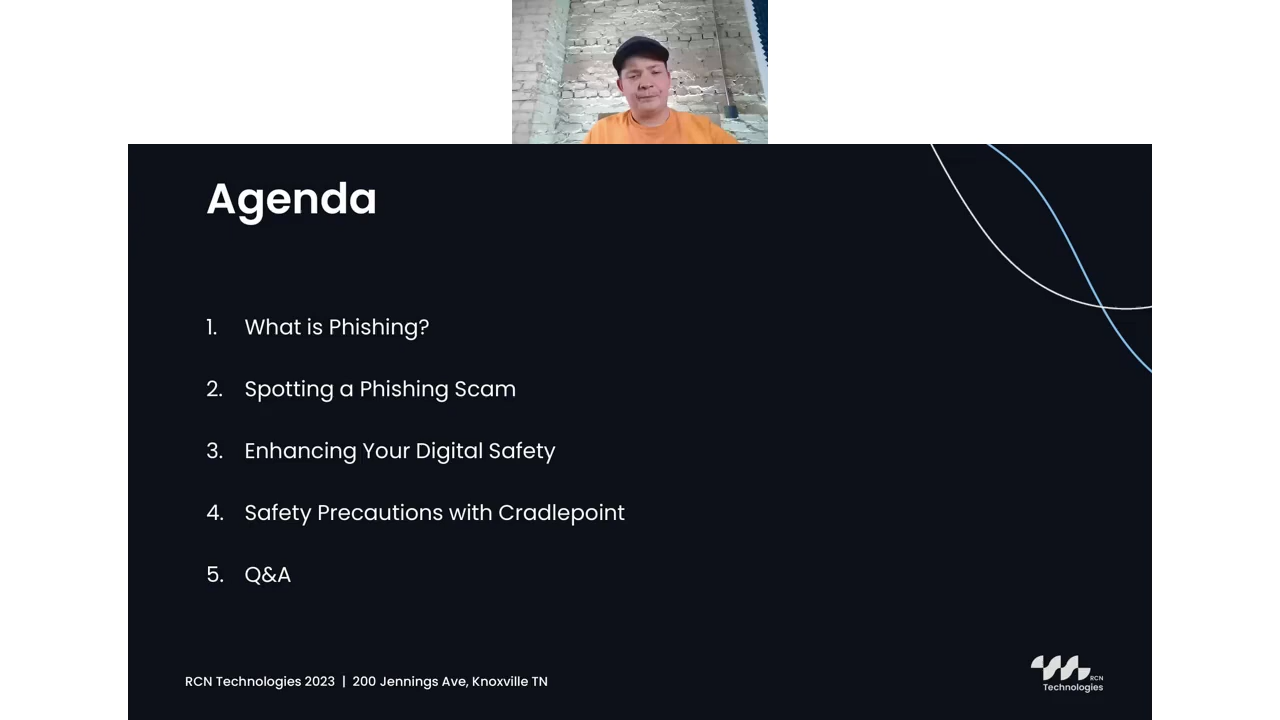 Agenda
1. What is Phishing?
2. Spotting a Phishing Scam
3. Enhancing Your Digital Safety
4. Safety Precautions with Cradlepoint
5. Q&A
RCN Technologies 2023 | 200 Jennings Ave, Knoxville TN
RCN
Technologies